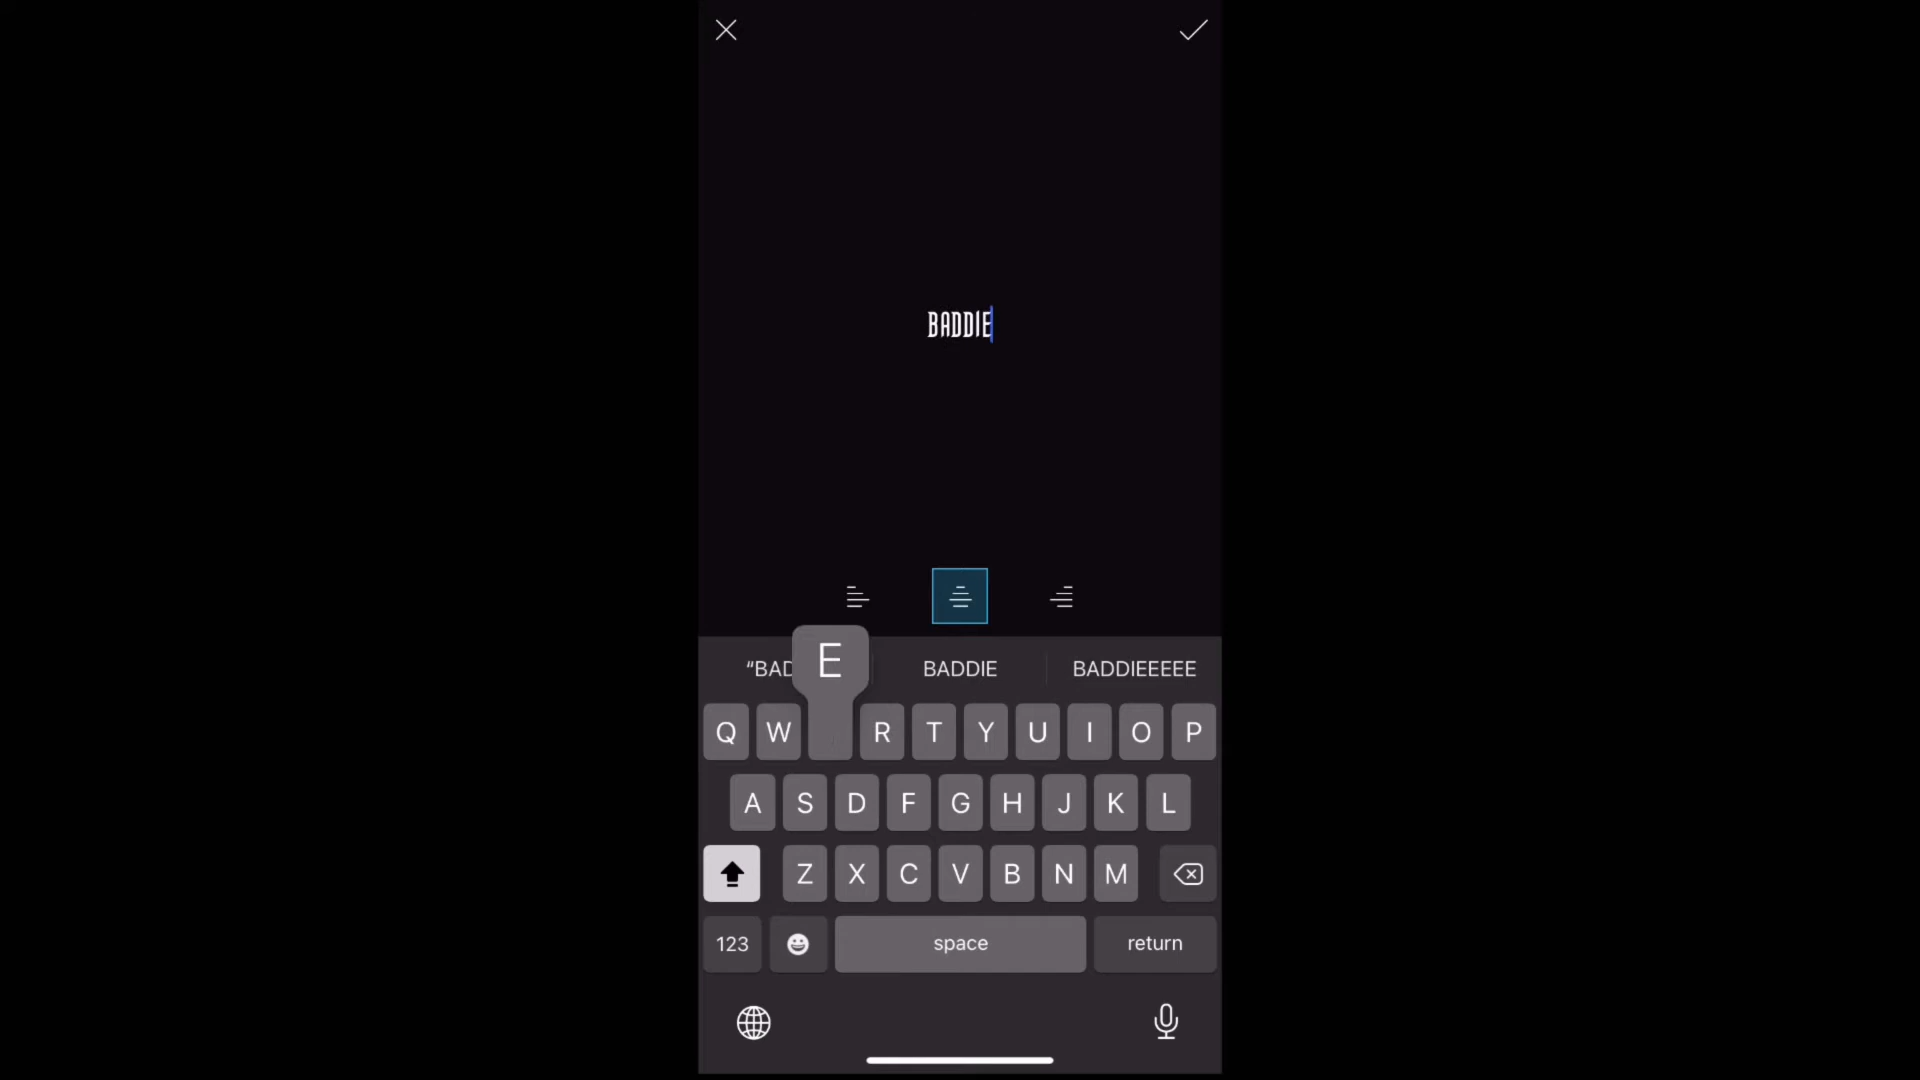 BADDIE
“BAD
E
BADDIE
BADDIEEEEE
Q W R T Y U I O P
A S D F G H J K L
Z X C V B N M
123 space return